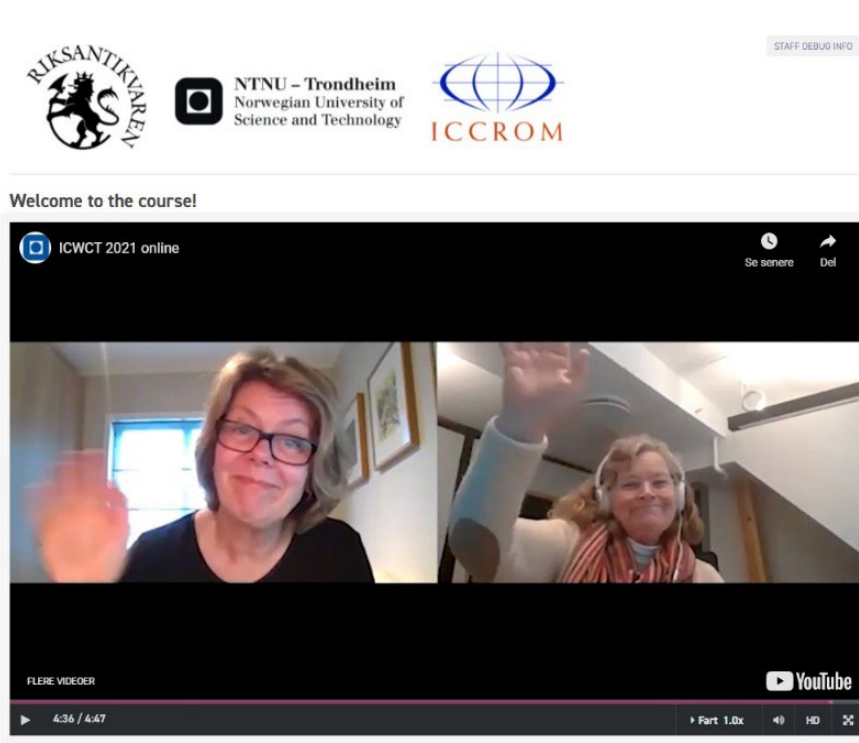 STAFF DEBUG INFO
RIKSANTIKVAREN
NTNU – Trondheim
Norwegian University of
Science and Technology
ICCROM
Welcome to the course!
ICWCT 2021 online
Se senere
Del
FLERE VIDEOER
YouTube
4:36 / 4:47
Fart 1.0x
HD